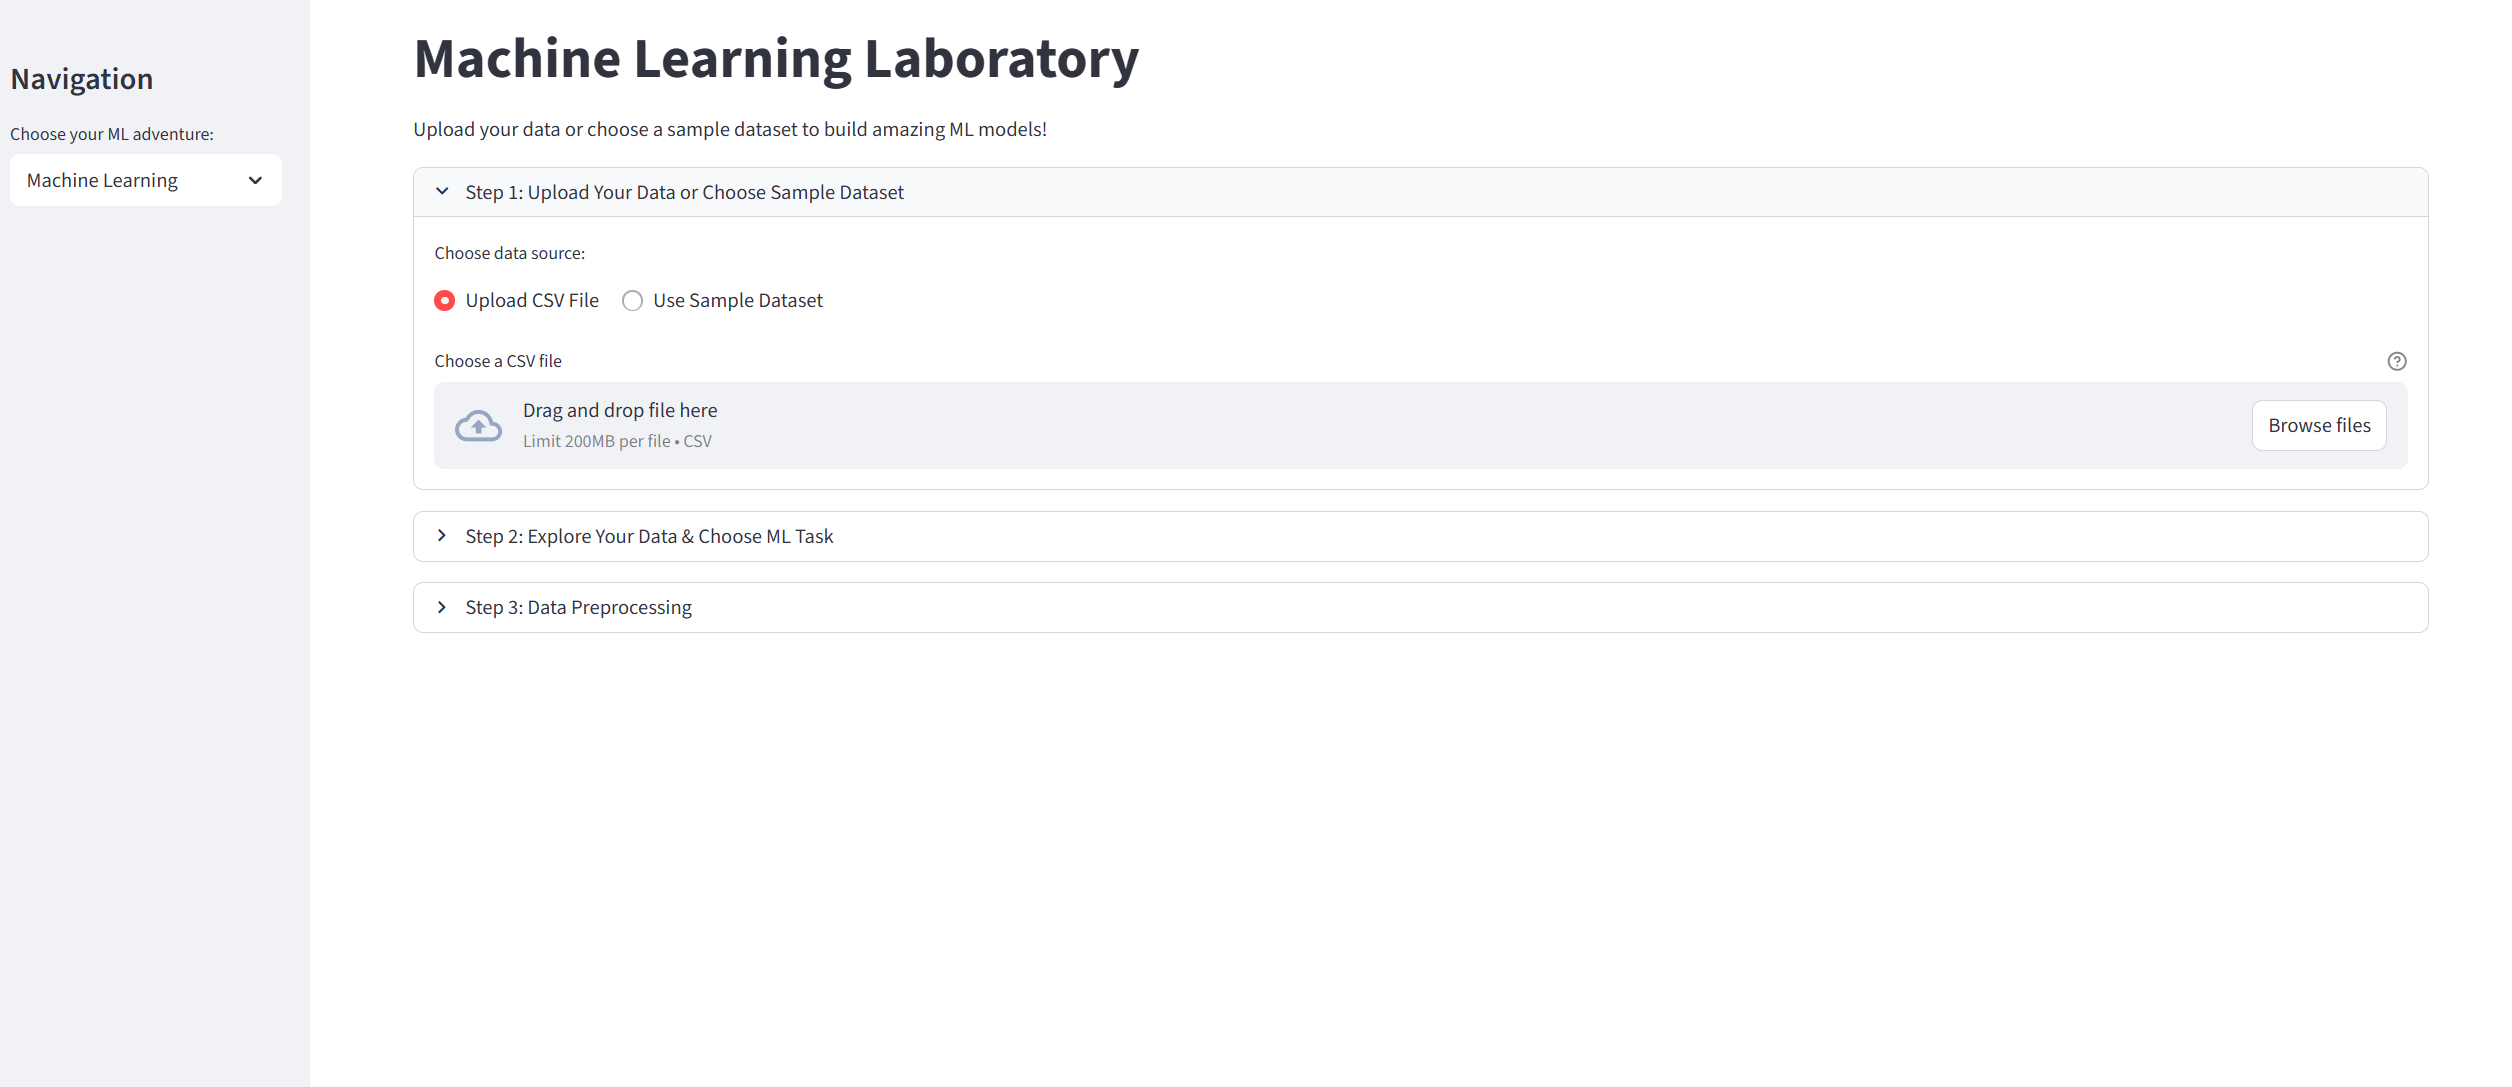 Navigation
Choose your ML adventure:
Machine Learning
Machine Learning Laboratory
Upload your data or choose a sample dataset to build amazing ML models!
Step 1: Upload Your Data or Choose Sample Dataset
Choose data source:
Upload CSV File
Use Sample Dataset
Choose a CSV file
Drag and drop file here
Limit 200MB per file • CSV
Browse files
Step 2: Explore Your Data & Choose ML Task
Step 3: Data Preprocessing